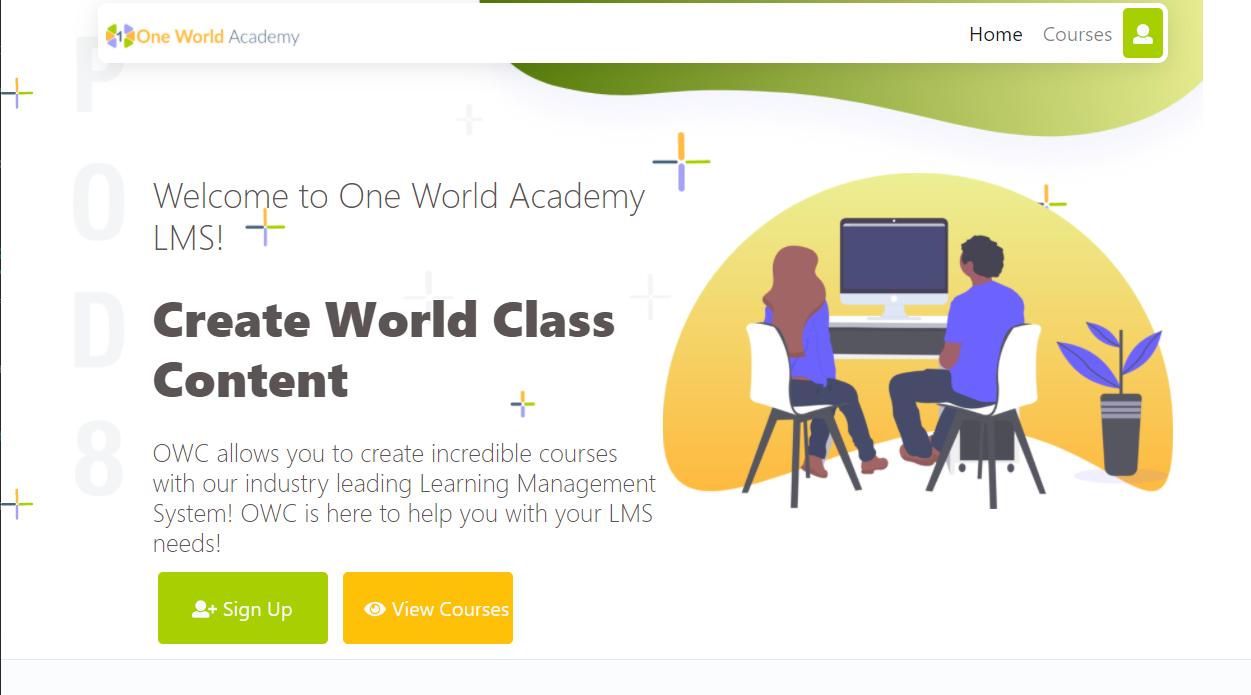 One World Academy
Home
Courses
P
O
D
8
Welcome to One World Academy
LMS!
Create World Class
Content
OWC allows you to create incredible courses
with our industry leading Learning Management
System! OWC is here to help you with your LMS
needs!
Sign Up
View Courses